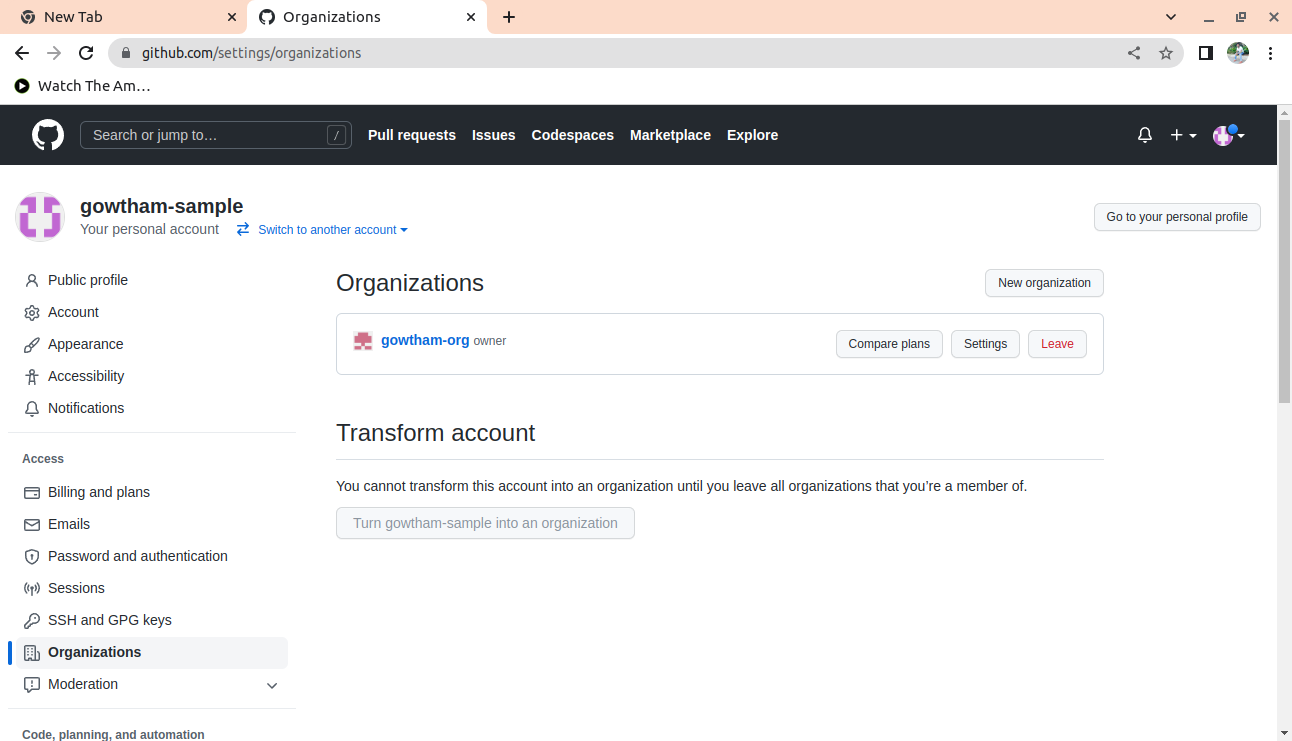 New Tab
Organizations
github.com/settings/organizations
Watch The Am…
Search or jump to…
/
Pull requests
Issues
Codespaces
Marketplace
Explore
gowtham-sample
Your personal account
Switch to another account
Go to your personal profile
Public profile
Account
Appearance
Accessibility
Notifications
Access
Billing and plans
Emails
Password and authentication
Sessions
SSH and GPG keys
Organizations
Moderation
Code, planning, and automation
Organizations
New organization
gowtham-org owner
Compare plans
Settings
Leave
Transform account
You cannot transform this account into an organization until you leave all organizations that you’re a member of.
Turn gowtham-sample into an organization